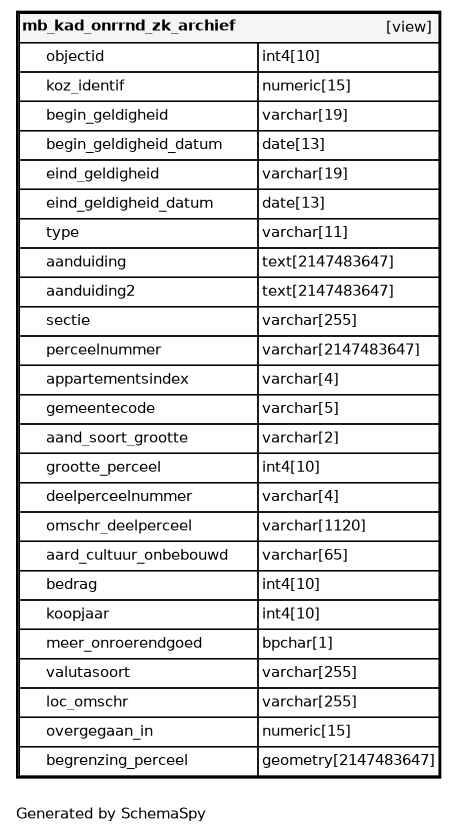 mb_kad_onrrnd_zk_archief [view]
objectid int4[10]
koz_identif numeric[15]
begin_geldigheid varchar[19]
begin_geldigheid_datum date[13]
eind_geldigheid varchar[19]
eind_geldigheid_datum date[13]
type varchar[11]
aanduiding text[2147483647]
aanduiding2 text[2147483647]
sectie varchar[255]
perceelnummer varchar[2147483647]
appartementsindex varchar[4]
gemeentecode varchar[5]
aand_soort_grootte varchar[2]
grootte_perceel int4[10]
deelperceelnummer varchar[4]
omschr_deelperceel varchar[1120]
aard_cultuur_onbebouwd varchar[65]
bedrag int4[10]
koopjaar int4[10]
meer_onroerendgoed bpchar[1]
valutasoort varchar[255]
loc_omschr varchar[255]
overgegaan_in numeric[15]
begrenzing_perceel geometry[2147483647]
Generated by SchemaSpy